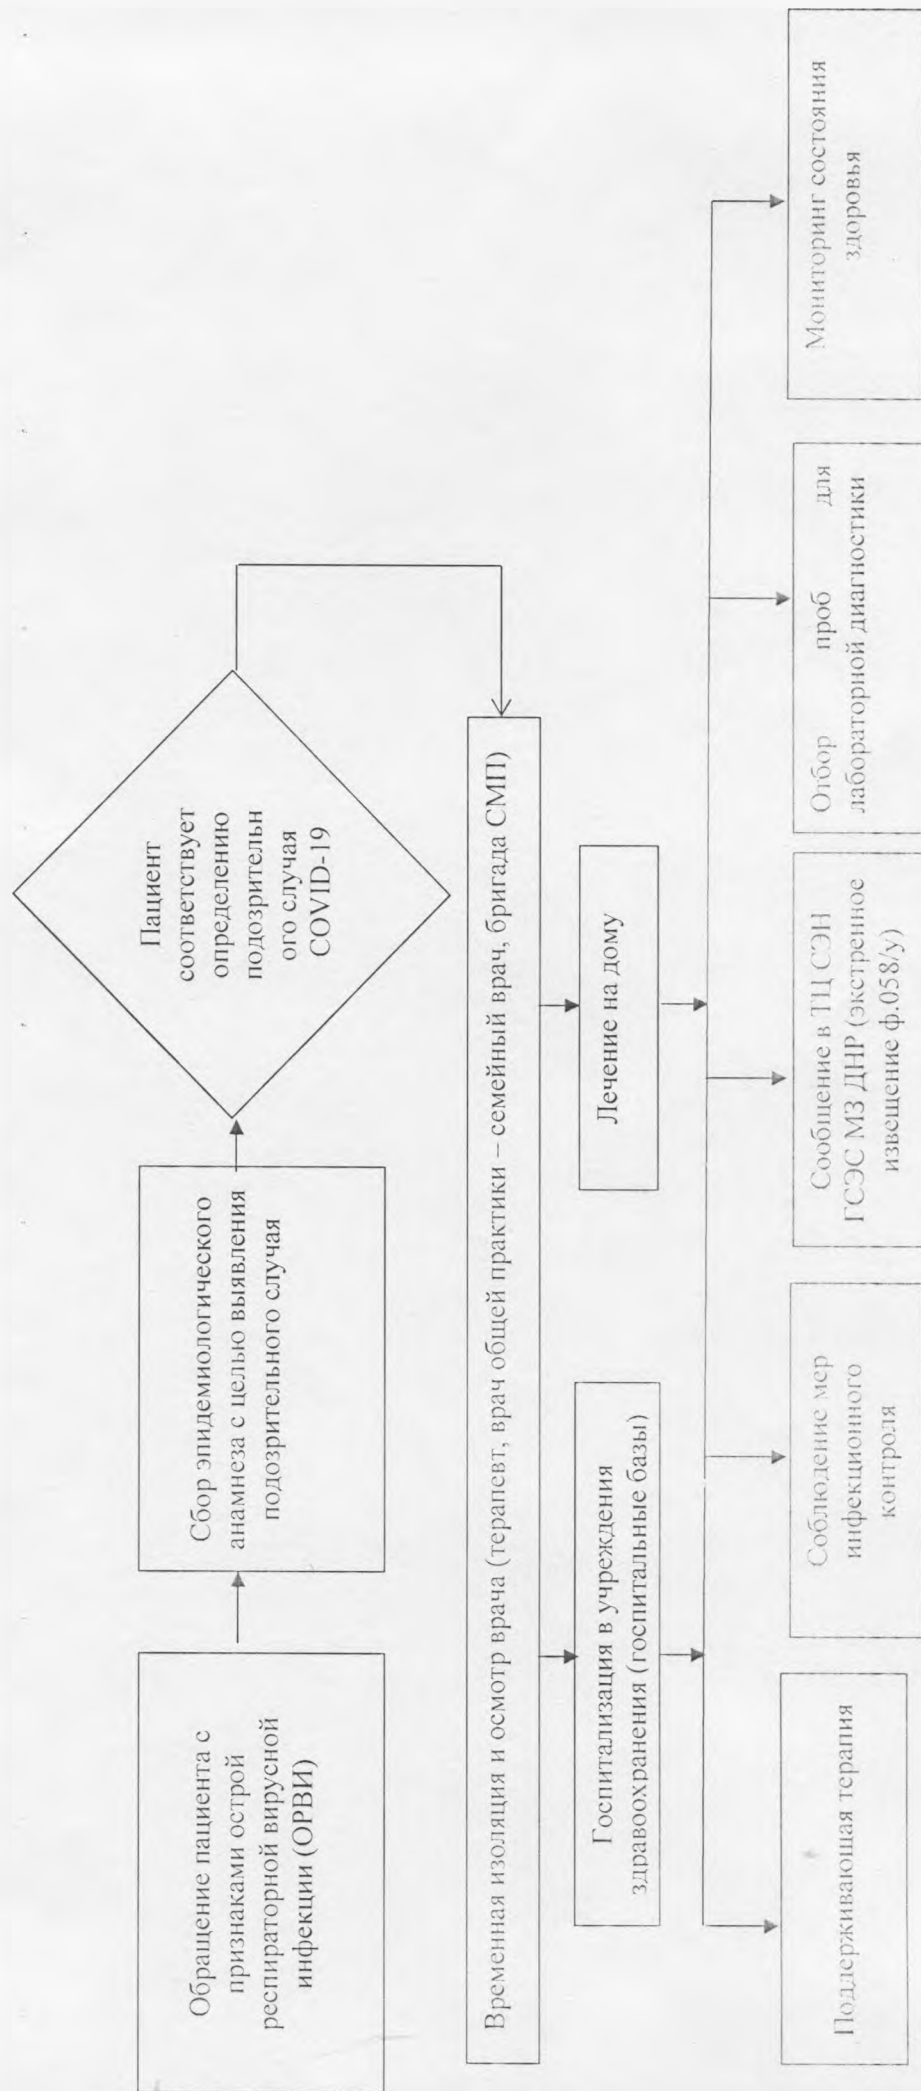 Обращение пациента с
признаками острой
респираторной вирусной
инфекции (ОРВИ)
Сбор эпидемиологического
анамнеза с целью выявления
подозрительного случая
Пациент
соответствует
определению
подозрительн
ого случая
COVID-19
Временная изоляция и осмотр врача (терапевт, врач общей практики – семейный врач, бригада СМП)
Госпитализация в учреждения
здравоохранения (госпитальные базы)
Лечение на дому
Поддерживающая терапия
Соблюдение мер
инфекционного
контроля
Сообщение в ТЦ СЭН
ГСЭС МЗ ДНР (экстренное
извещение ф.058/у)
Отбор проб для
лабораторной диагностики
Мониторинг состояния
здоровья